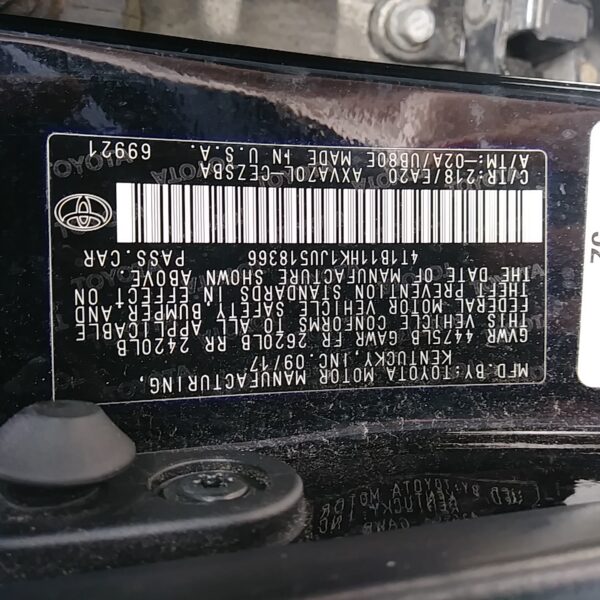 MFD. BY: TOYOTA MOTOR MANUFACTURING,
KENTUCKY, INC. 09/17
GVWR 4475LB GAWR FR 2620LB RR 2420LB
THIS VEHICLE CONFORMS TO ALL APPLICABLE
FEDERAL MOTOR VEHICLE SAFETY, BUMPER, AND
THEFT PREVENTION STANDARDS IN EFFECT ON
THE DATE OF MANUFACTURE SHOWN ABOVE.
4T1B11HK1JU518366 PASS. CAR
C/TR:218/EA20 AXVA70L-CEZSBA
A/TM:-02A/UB80E MADE IN U.S.A. 69921